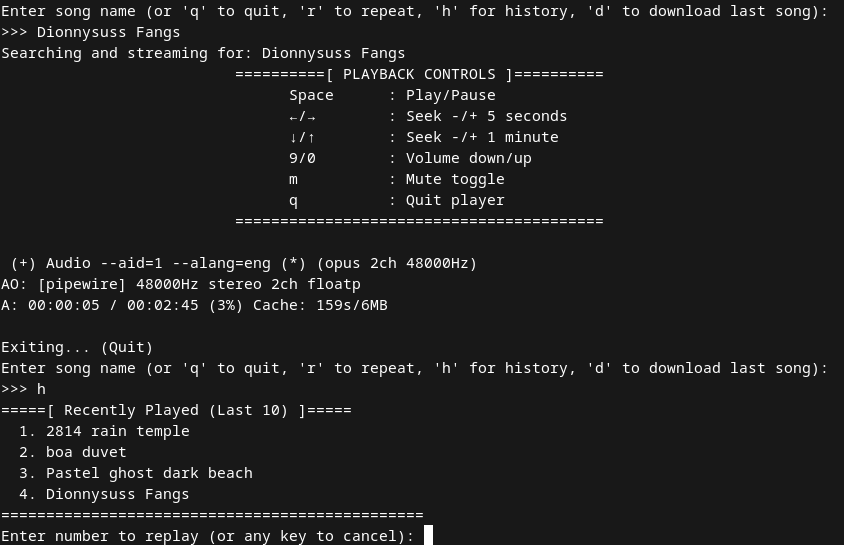 Enter song name (or 'q' to quit, 'r' to repeat, 'h' for history, 'd' to download last song):
>>> Dionnysuss Fangs
Searching and streaming for: Dionnysuss Fangs
==========[ PLAYBACK CONTROLS ]==========
Space : Play/Pause
←/→ : Seek -/+ 5 seconds
↓/↑ : Seek -/+ 1 minute
9/0 : Volume down/up
m : Mute toggle
q : Quit player
=========================================
(+) Audio --aid=1 --alang=eng (*) (opus 2ch 48000Hz)
AO: [pipewire] 48000Hz stereo 2ch floatp
A: 00:00:05 / 00:02:45 (3%) Cache: 159s/6MB
Exiting... (Quit)
Enter song name (or 'q' to quit, 'r' to repeat, 'h' for history, 'd' to download last song):
>>> h
=====[ Recently Played (Last 10) ]=====
1. 2814 rain temple
2. boa duvet
3. Pastel ghost dark beach
4. Dionnysuss Fangs
===============================================
Enter number to replay (or any key to cancel):